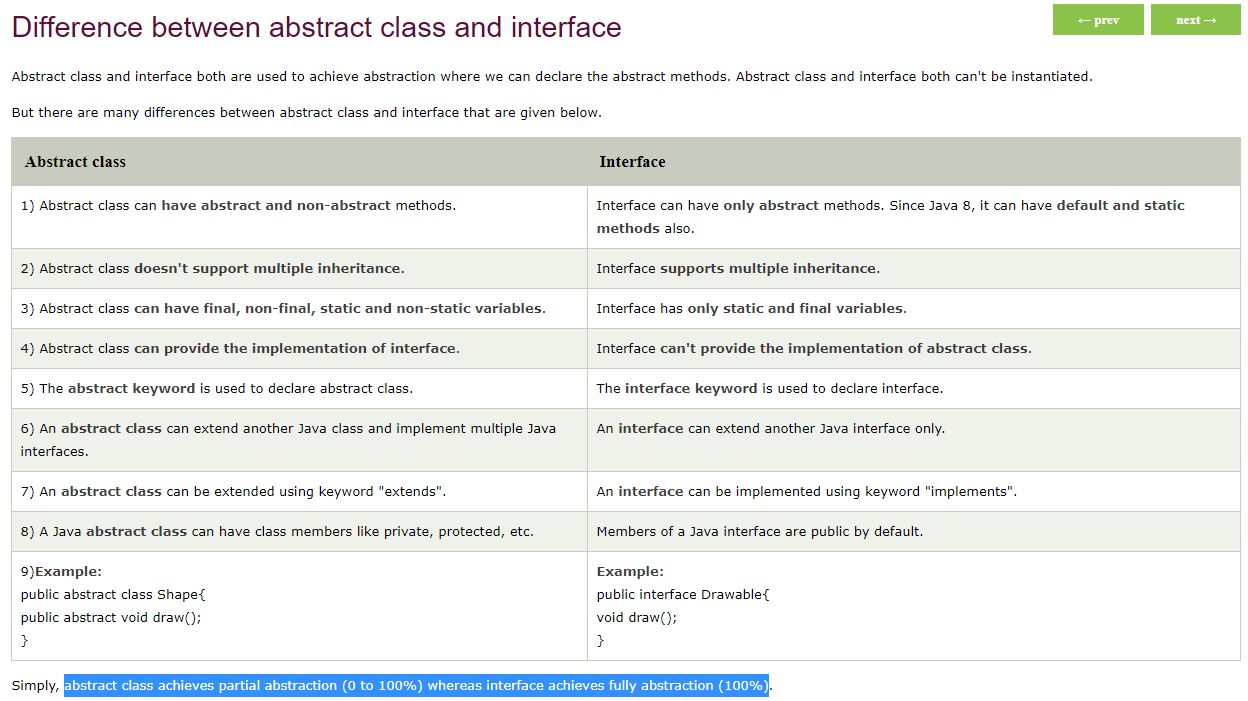 Difference between abstract class and interface
← prev
next →
Abstract class and interface both are used to achieve abstraction where we can declare the abstract methods. Abstract class and interface both can't be instantiated.
But there are many differences between abstract class and interface that are given below.
Abstract class
Interface
1) Abstract class can have abstract and non-abstract methods.
Interface can have only abstract methods. Since Java 8, it can have default and static
methods also.
2) Abstract class doesn't support multiple inheritance.
Interface supports multiple inheritance.
3) Abstract class can have final, non-final, static and non-static variables.
Interface has only static and final variables.
4) Abstract class can provide the implementation of interface.
Interface can't provide the implementation of abstract class.
5) The abstract keyword is used to declare abstract class.
The interface keyword is used to declare interface.
6) An abstract class can extend another Java class and implement multiple Java
interfaces.
An interface can extend another Java interface only.
7) An abstract class can be extended using keyword "extends".
An interface can be implemented using keyword "implements".
8) A Java abstract class can have class members like private, protected, etc.
Members of a Java interface are public by default.
9)Example:
public abstract class Shape{
public abstract void draw();
}
Example:
public interface Drawable{
void draw();
}
Simply, abstract class achieves partial abstraction (0 to 100%) whereas interface achieves fully abstraction (100%).